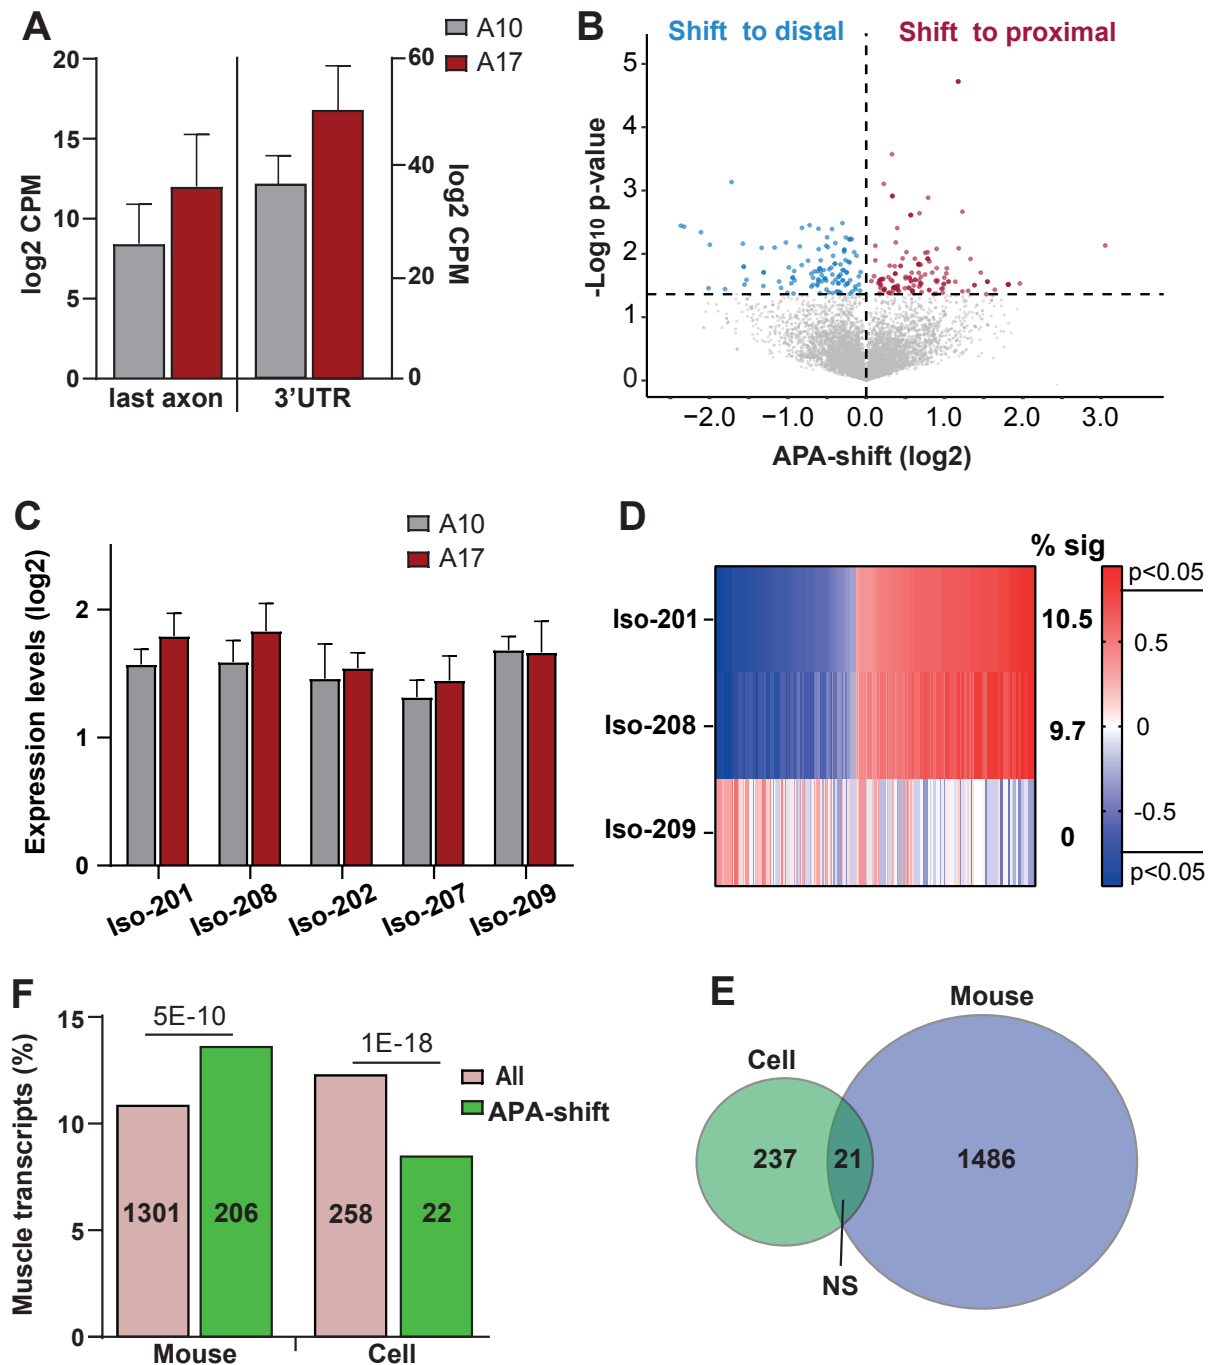 A
A10
A17
20
15
10
5
0
log2 CPM
60
40
20
0
log2 CPM
last axon
3'UTR
B
Shift to distal
Shift to proximal
5
4
3
2
1
0
-Log10 p-value
−2.0
−1.0
0.0
1.0
2.0
3.0
APA-shift (log2)
C
A10
A17
2
1
0
Expression levels (log2)
Iso-201
Iso-208
Iso-202
Iso-207
Iso-209
D
% sig
Iso-201
10.5
Iso-208
9.7
Iso-209
0
p<0.05
0.5
0
-0.5
p<0.05
F
15
10
5
0
Muscle transcripts (%)
5E-10
1E-18
All
APA-shift
1301
206
258
22
Mouse
Cell
E
Mouse
Cell
237
21
1486
NS